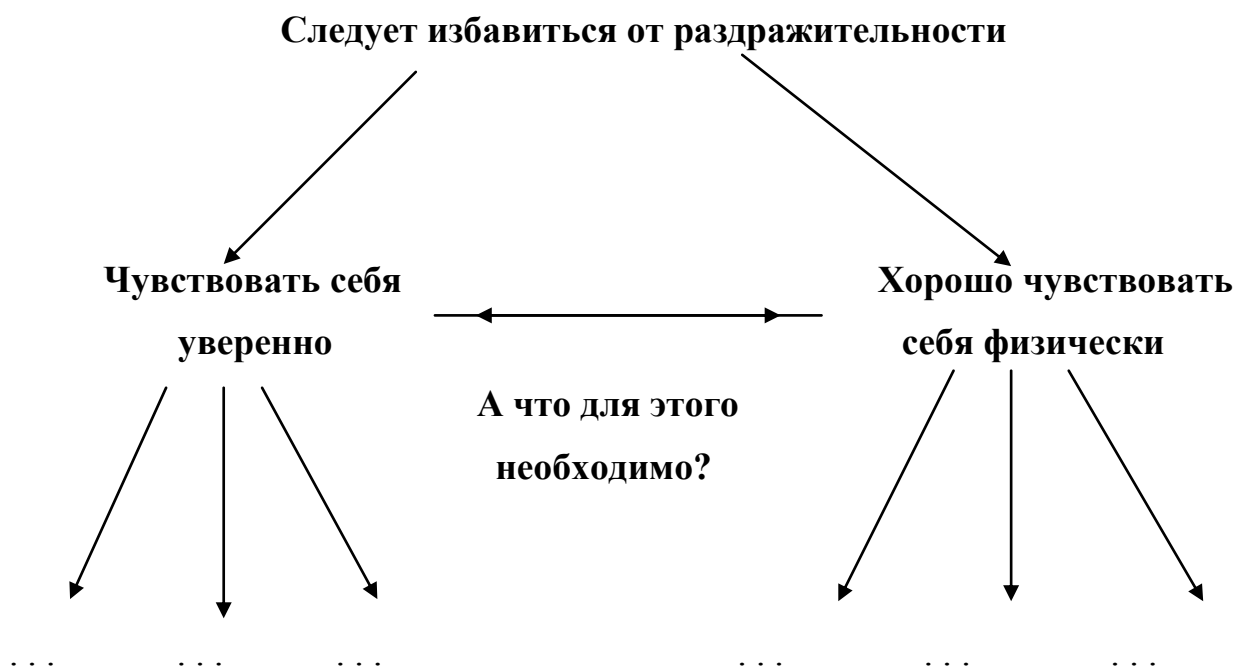 Следует избавиться от раздражительности
Чувствовать себя
уверенно
Хорошо чувствовать
себя физически
А что для этого
необходимо?
. . . . . . . . . . . . . . . . . .